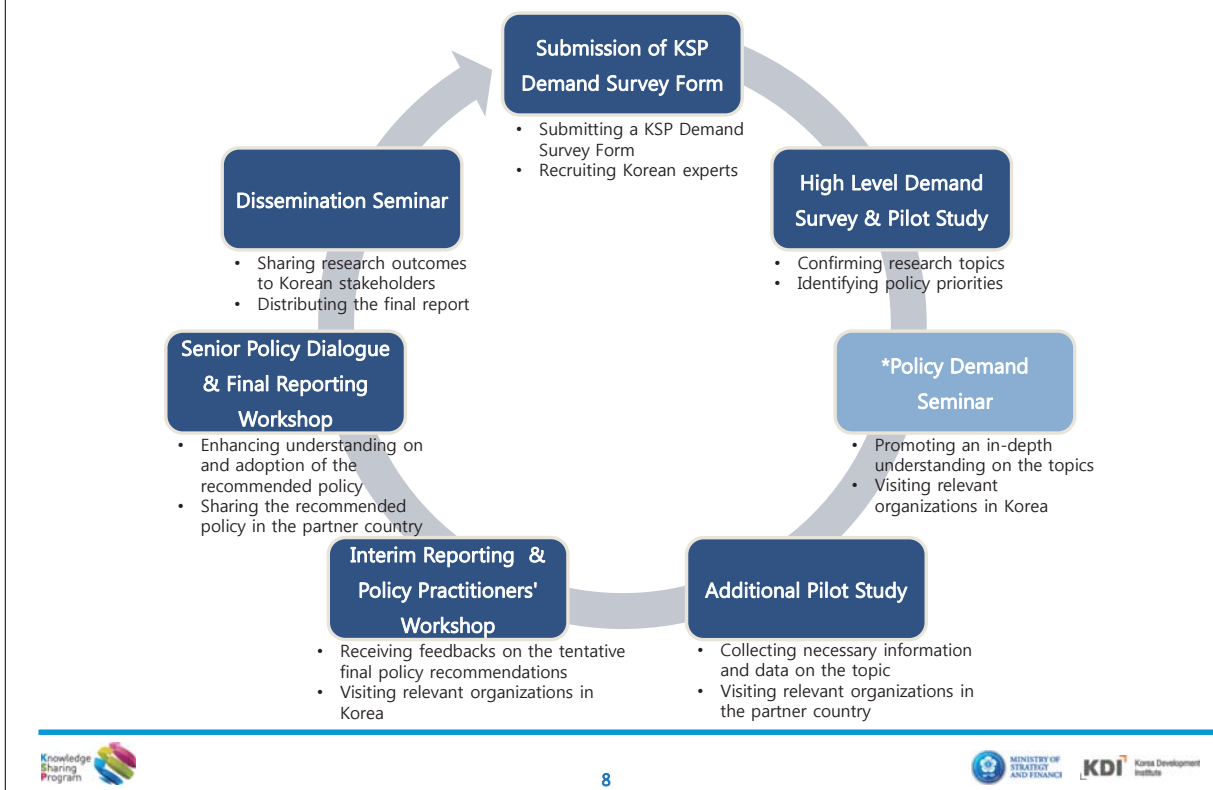 Submission of KSP
Demand Survey Form
• Submitting a KSP Demand
Survey Form
• Recruiting Korean experts
High Level Demand
Survey & Pilot Study
• Confirming research topics
• Identifying policy priorities
*Policy Demand
Seminar
• Promoting an in-depth
understanding on the topics
• Visiting relevant
organizations in Korea
Additional Pilot Study
• Collecting necessary information
and data on the topic
• Visiting relevant organizations in
the partner country
Interim Reporting &
Policy Practitioners'
Workshop
• Receiving feedbacks on the tentative
final policy recommendations
• Visiting relevant organizations in
Korea
Senior Policy Dialogue
& Final Reporting
Workshop
• Enhancing understanding on
and adoption of the
recommended policy
• Sharing the recommended
policy in the partner country
Dissemination Seminar
• Sharing research outcomes
to Korean stakeholders
• Distributing the final report
Knowledge
Sharing
Program
8
MINISTRY OF
STRATEGY
AND FINANCE
KDI
Korea Development
Institute